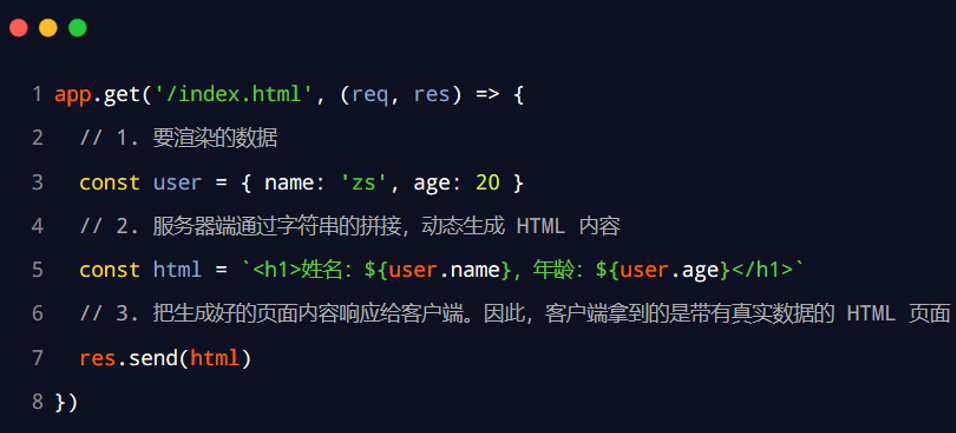 1 app.get('/index.html', (req, res) => {
2   // 1. 要渲染的数据
3   const user = { name: 'zs', age: 20 }
4   // 2. 服务器端通过字符串的拼接，动态生成 HTML 内容
5   const html = `<h1>姓名：${user.name}，年龄：${user.age}</h1>`
6   // 3. 把生成好的页面内容响应给客户端。因此，客户端拿到的是带有真实数据的 HTML 页面
7   res.send(html)
8 })